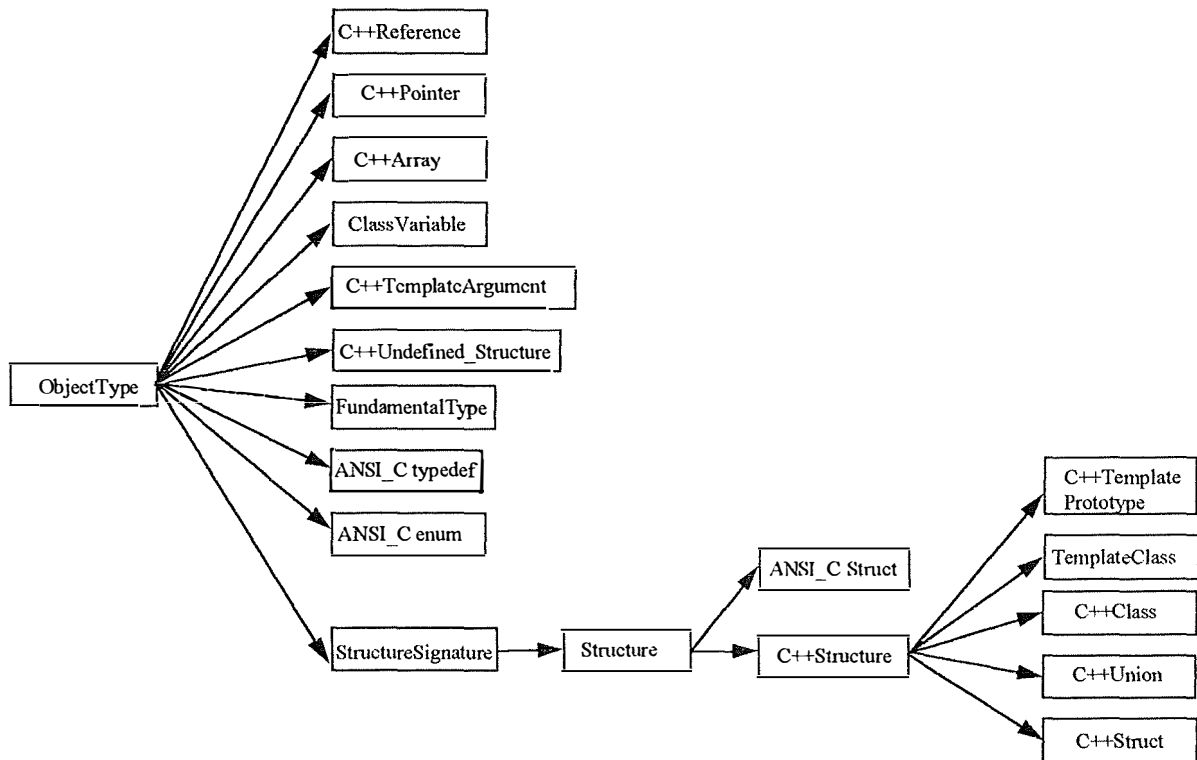 C++Reference
C++Pointer
C++Array
ClassVariable
C++TemplateArgument
C++Undefined_Structure
ObjectType
FundamentalType
ANSI_C typedef
ANSI_C enum
StructureSignature
Structure
ANSI_C Struct
C++Structure
C++Template
Prototype
TemplateClass
C++Class
C++Union
C++Struct